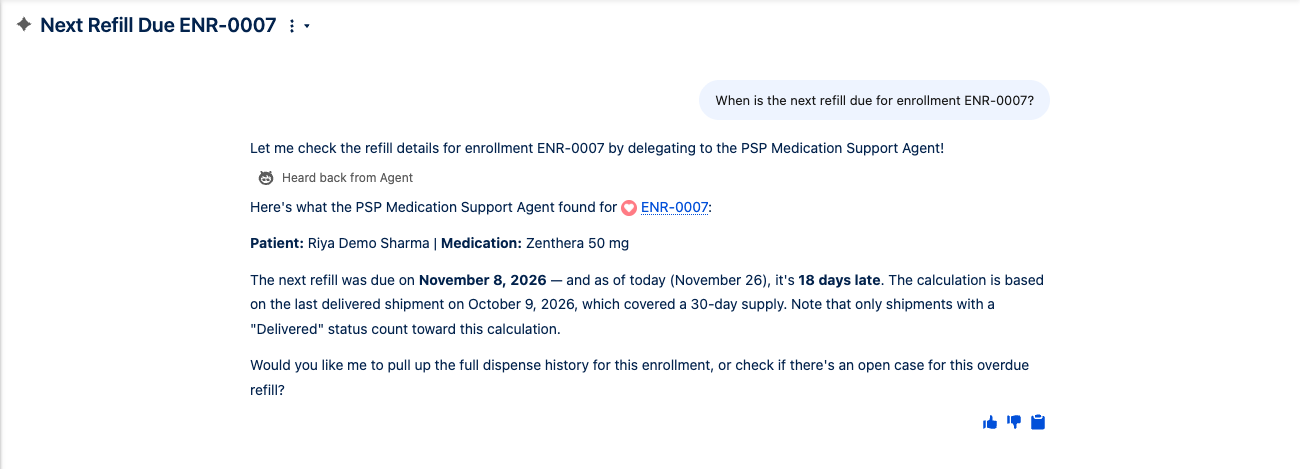 Next Refill Due ENR-0007
When is the next refill due for enrollment ENR-0007?
Let me check the refill details for enrollment ENR-0007 by delegating to the PSP Medication Support Agent!
Heard back from Agent
Here's what the PSP Medication Support Agent found for ENR-0007:
Patient: Riya Demo Sharma | Medication: Zenthera 50 mg
The next refill was due on November 8, 2026 — and as of today (November 26), it's 18 days late. The calculation is based
on the last delivered shipment on October 9, 2026, which covered a 30-day supply. Note that only shipments with a
"Delivered" status count toward this calculation.
Would you like me to pull up the full dispense history for this enrollment, or check if there's an open case for this overdue
refill?